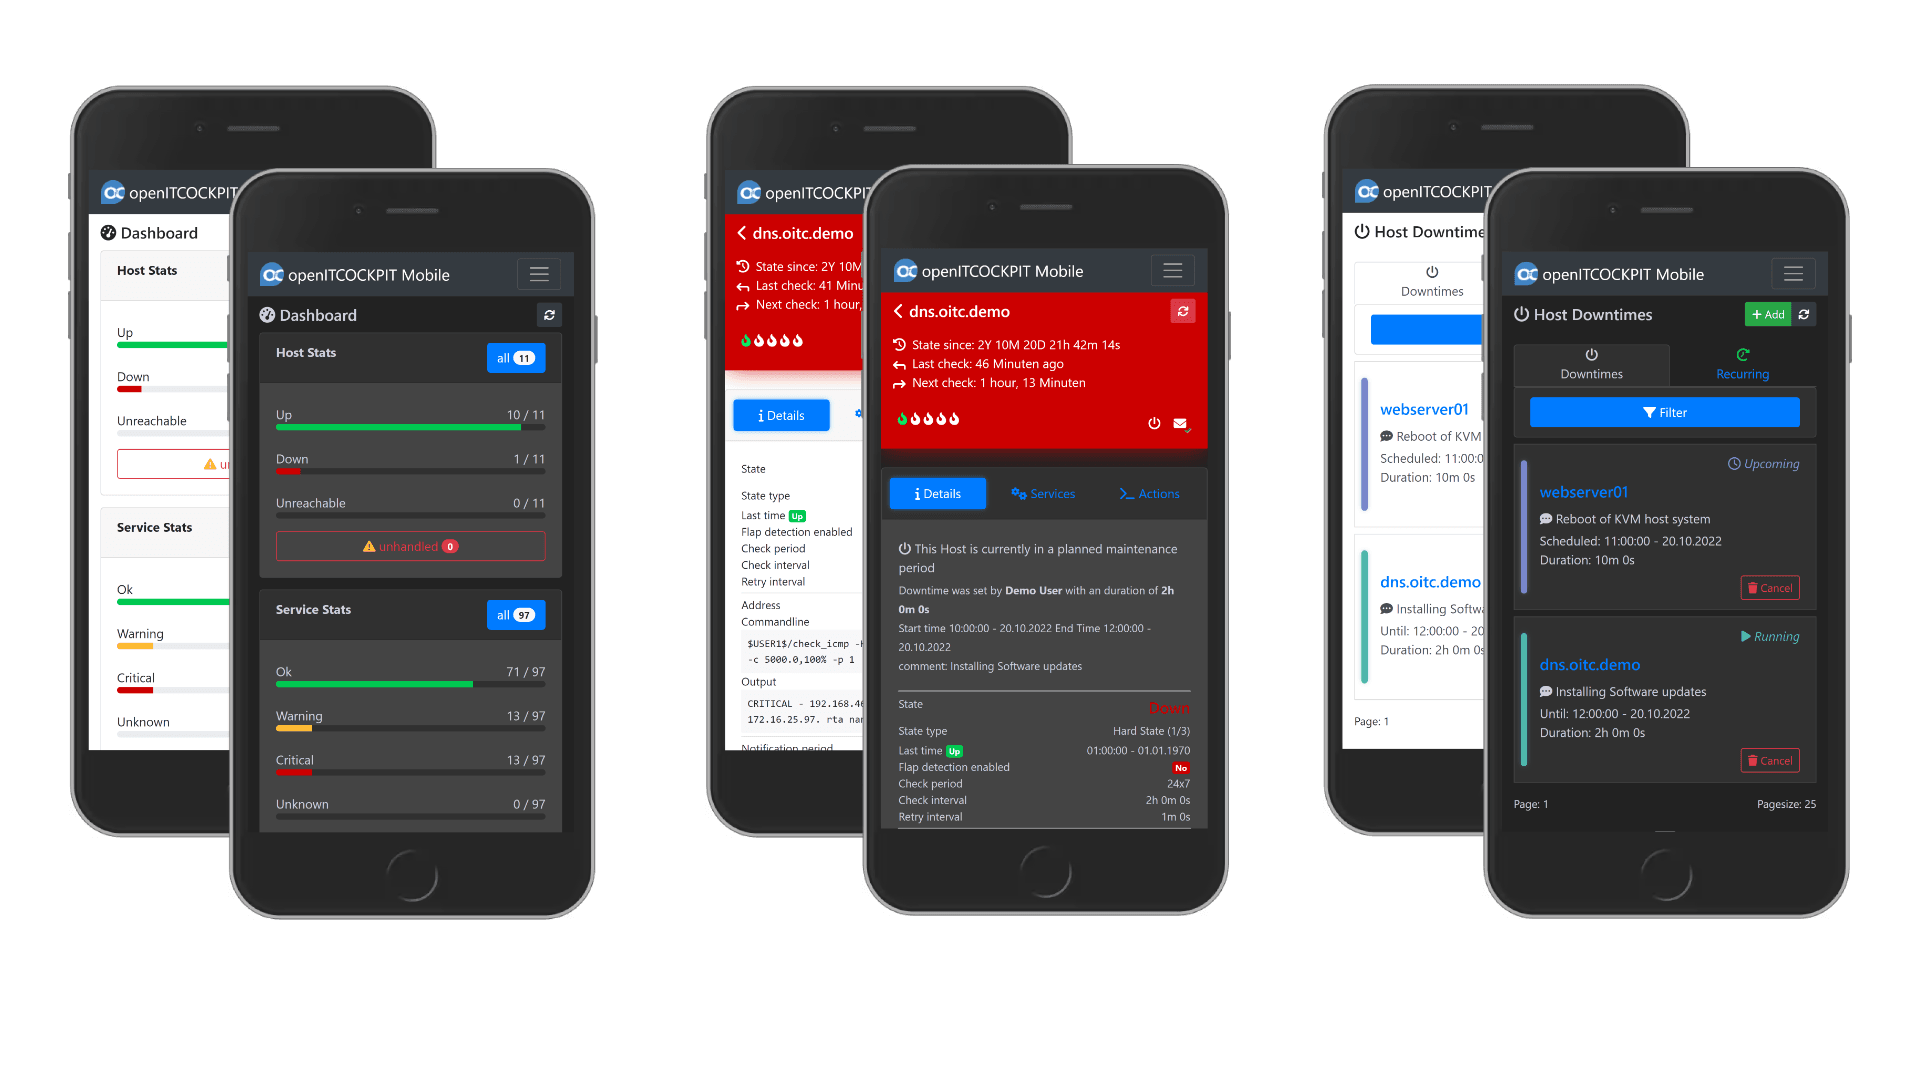 openITCOCKPIT
Dashboard
Host Stats
Up
Down
Unreachable
Service Stats
Ok
Warning
Critical
Unknown
openITCOCKPIT Mobile
Dashboard
Host Stats
all 11
Up 10 / 11
Down 1 / 11
Unreachable 0 / 11
unhandled 0
Service Stats
all 97
Ok 71 / 97
Warning 13 / 97
Critical 13 / 97
Unknown 0 / 97
openITCOCKPIT
dns.oitc.demo
State since: 2Y 10M
Last check: 41 Minu
Next check: 1 hour,
Details
State
State type
Last time Up
Flap detection enabled
Check period
Check interval
Retry interval
Address
Commandline
$USER1$/check_icmp
-c 5000.0,100% -p 1
Output
CRITICAL - 192.168.
172.16.25.97. rta
Notification period
openITCOCKPIT Mobile
dns.oitc.demo
State since: 2Y 10M 20D 21h 42m 14s
Last check: 46 Minuten ago
Next check: 1 hour, 13 Minuten
Details Services Actions
This Host is currently in a planned maintenance
period
Downtime was set by Demo User with an duration of 2h
0m 0s
Start time 10:00:00 - 20.10.2022 End Time 12:00:00 -
20.10.2022
comment: Installing Software updates
State Down
State type Hard State (1/3)
Last time Up 01:00:00 - 01.01.1970
Flap detection enabled No
Check period 24x7
Check interval 2h 0m 0s
Retry interval 1m 0s
openITCOCKPIT
Host Downtime
Downtimes
webserver01
Reboot of KVM
Scheduled: 11:00:0
Duration: 10m 0s
dns.oitc.demo
Installing Softw
Until: 12:00:00 - 20
Duration: 2h 0m 0s
Page: 1
openITCOCKPIT Mobile
Host Downtimes
+ Add
Downtimes Recurring
Filter
Upcoming
webserver01
Reboot of KVM host system
Scheduled: 11:00:00 - 20.10.2022
Duration: 10m 0s
Cancel
Running
dns.oitc.demo
Installing Software updates
Until: 12:00:00 - 20.10.2022
Duration: 2h 0m 0s
Cancel
Page: 1 Pagesize: 25